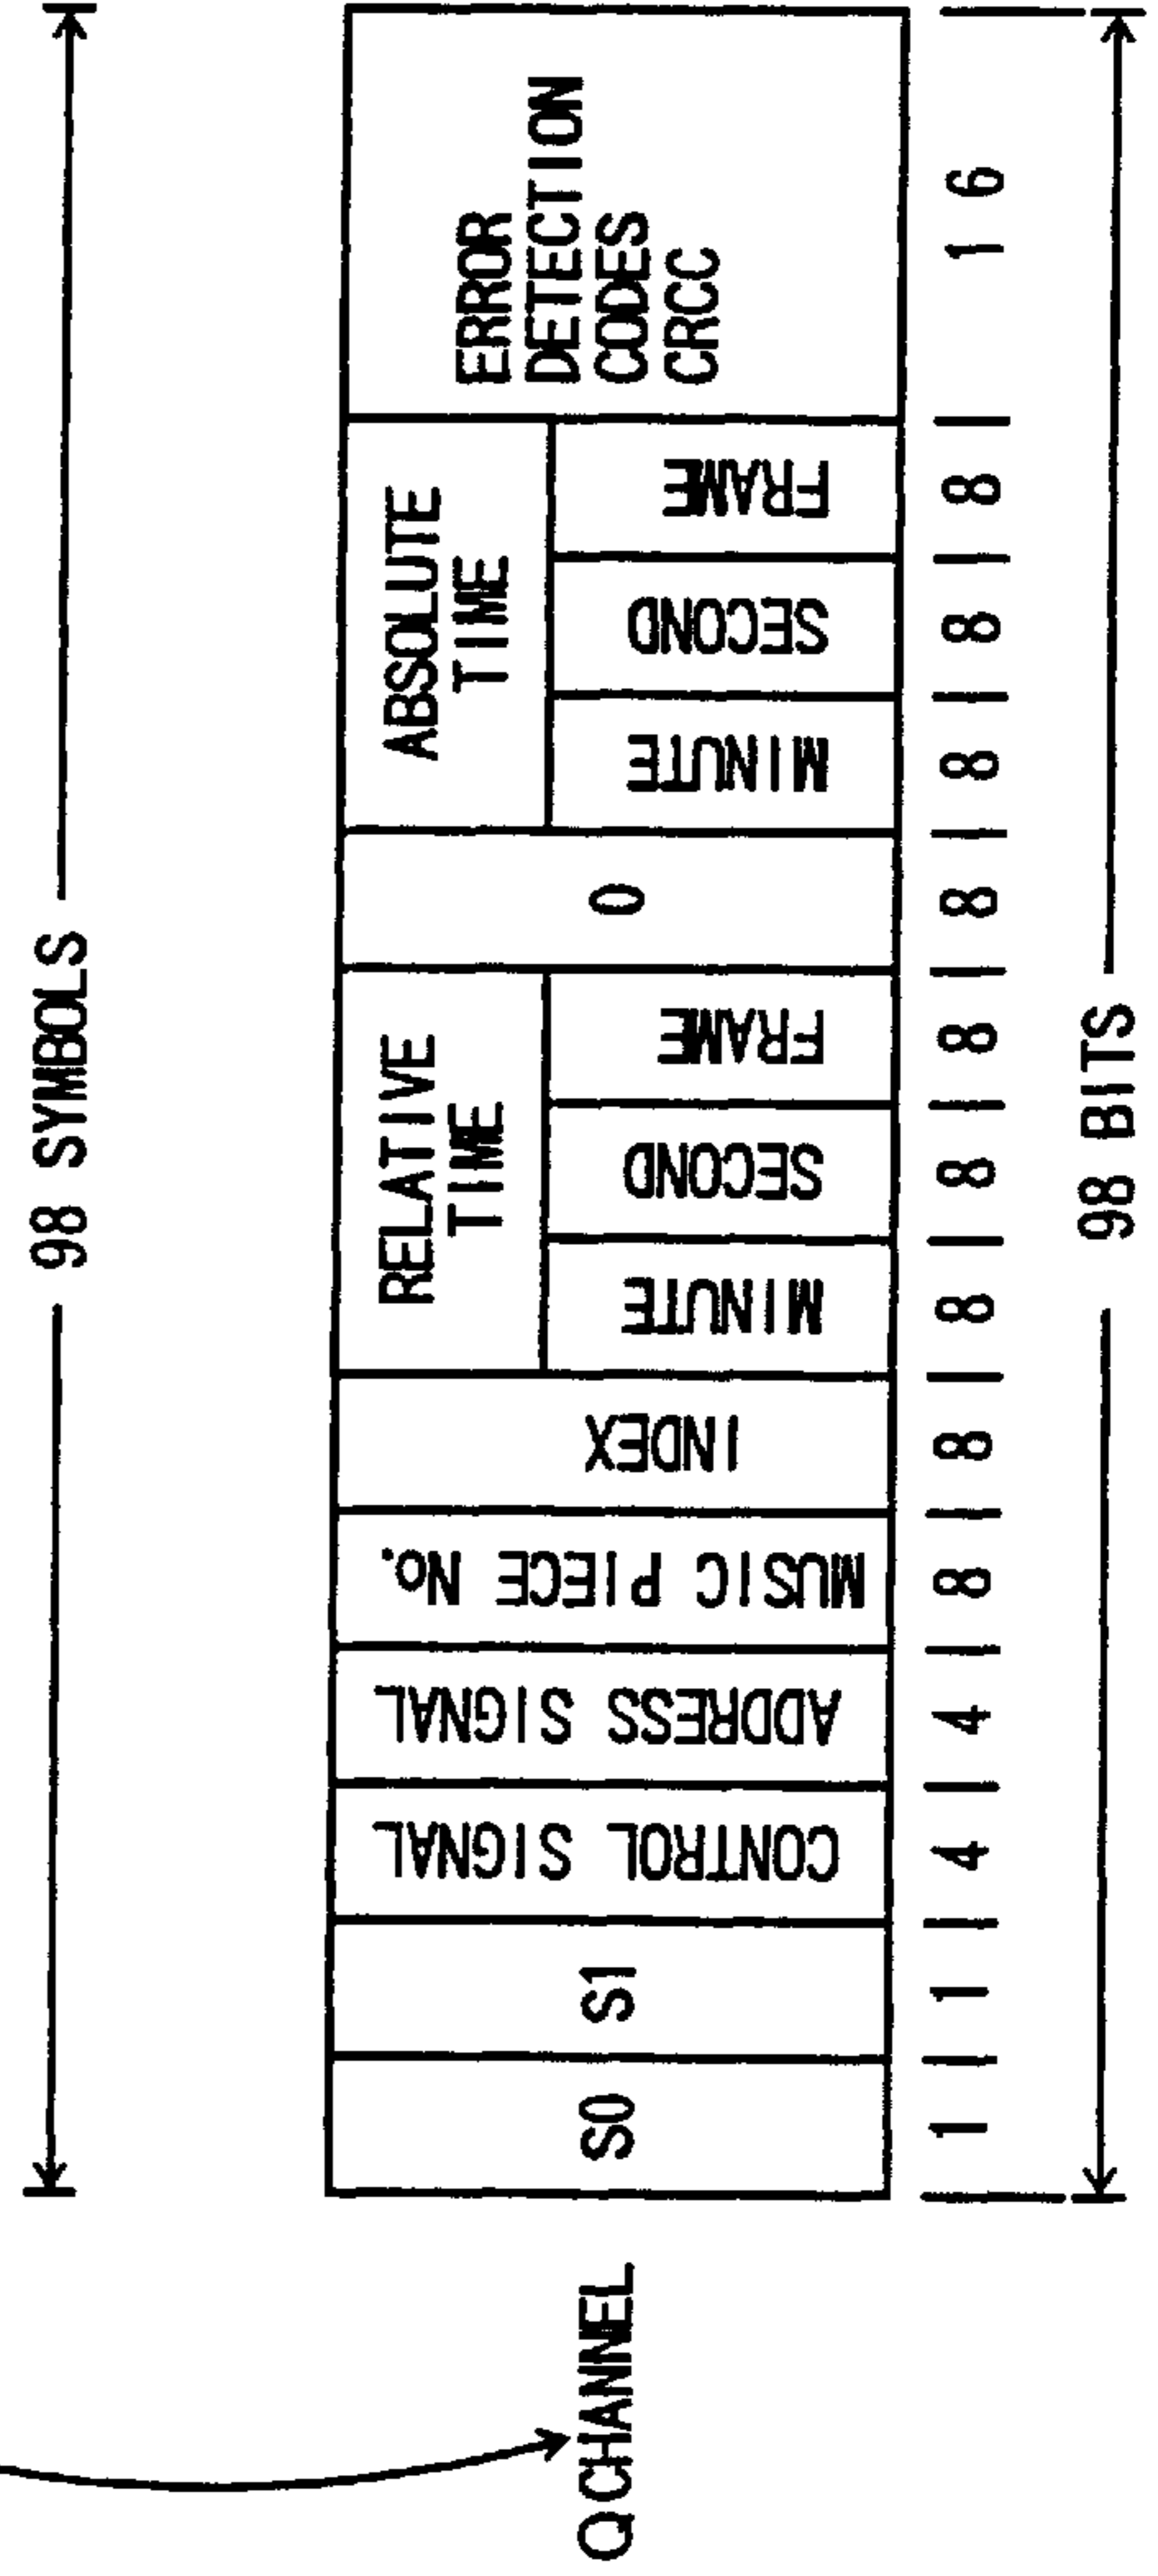 98 SYMBOLS
Q CHANNEL
S0
S1
CONTROL SIGNAL
ADDRESS SIGNAL
MUSIC PIECE No.
INDEX
RELATIVE
TIME
MINUTE
SECOND
FRAME
0
ABSOLUTE
TIME
MINUTE
SECOND
FRAME
ERROR
DETECTION
CODES
CRCC
1 1 4 4 8 8 8 8 8 8 8 8 8 16
98 BITS